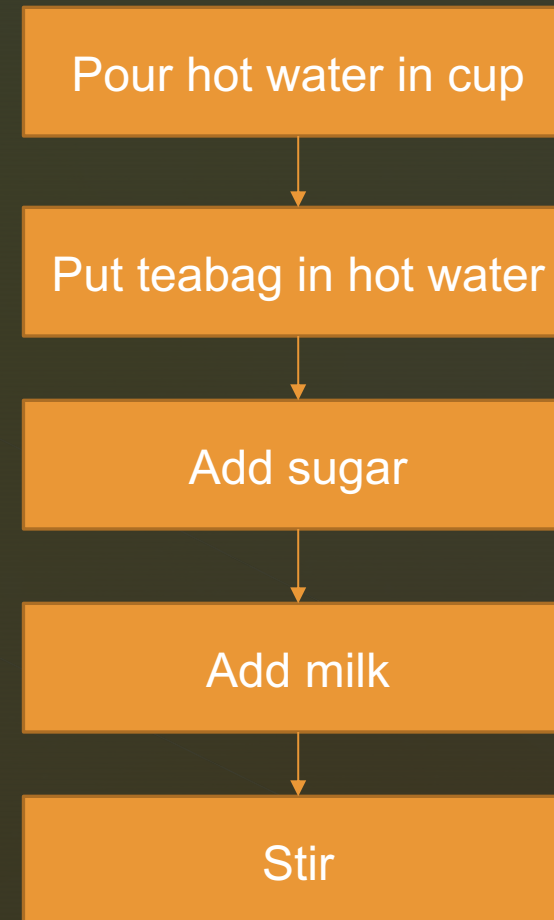 Pour hot water in cup
Put teabag in hot water
Add sugar
Add milk
Stir